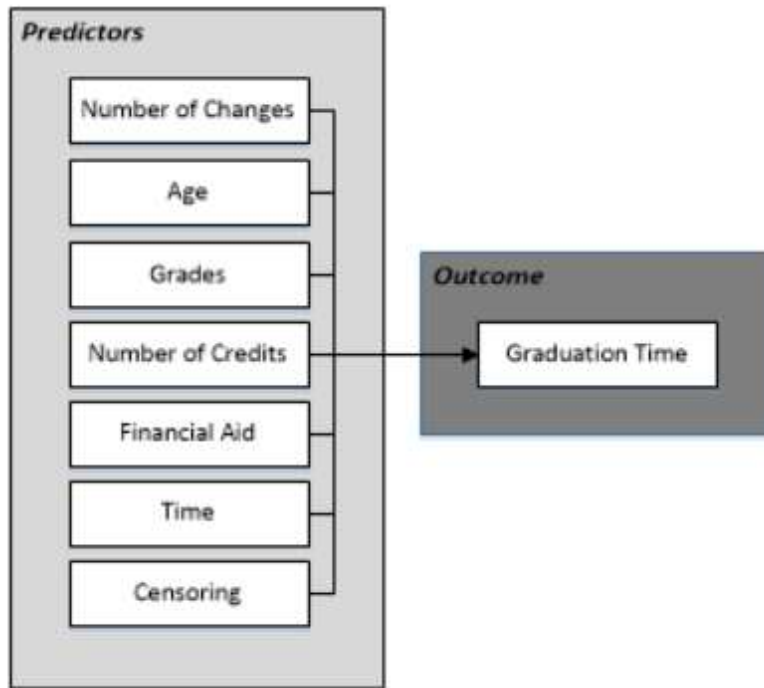 Predictors
Number of Changes
Age
Grades
Number of Credits
Financial Aid
Time
Censoring
Outcome
Graduation Time